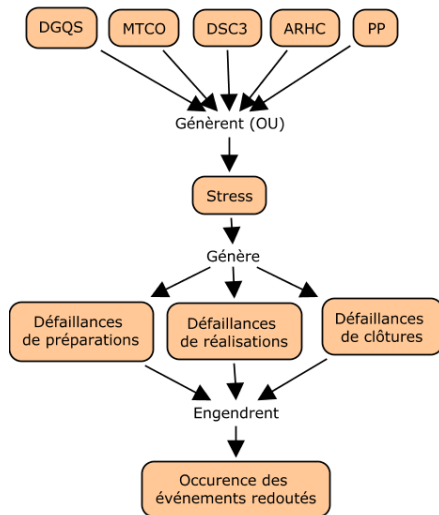 DGQS
MTCO
DSC3
ARHC
PP
Génèrent (OU)
Stress
Génère
Défaillances
de préparations
Défaillances
de réalisations
Défaillances
de clôtures
Engendrent
Occurence des
événements redoutés